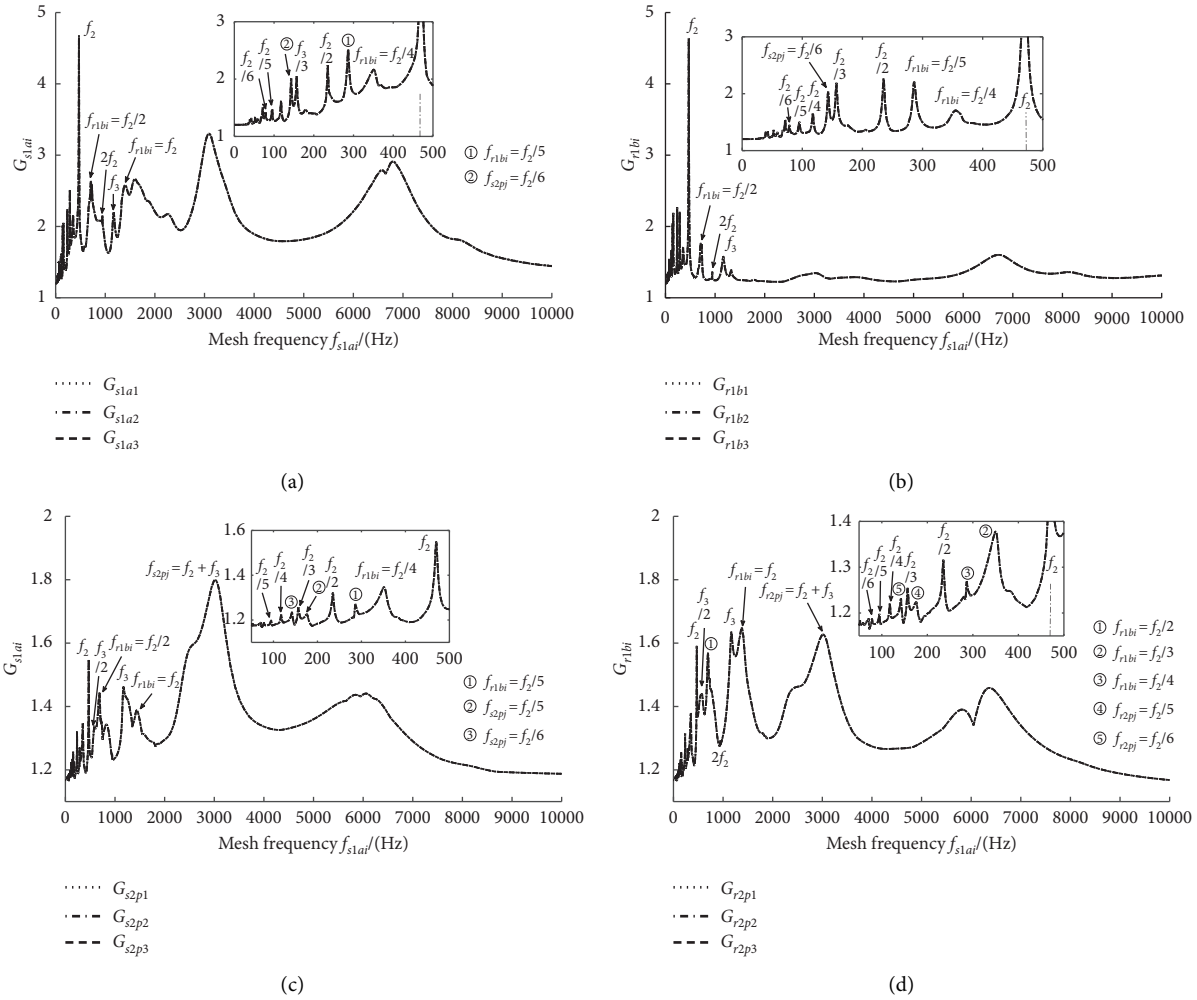 G_s1ai
5
4
3
2
1
0 1000 2000 3000 4000 5000 6000 7000 8000 9000 10000
Mesh frequency f_s1ai/(Hz)
f_2
f_r1bi = f_2/2
2f_2
f_3
f_r1bi = f_2
3
2
1
0 100 200 300 400 500
f_2/6
f_2/5
②
f_3/3
f_2/2
①
f_r1bi = f_2/4
① f_r1bi = f_2/5
② f_s2pj = f_2/6
G_s1a1
G_s1a2
G_s1a3
(a)
G_r1bi
5
4
3
2
1
0 1000 2000 3000 4000 5000 6000 7000 8000 9000 10000
Mesh frequency f_s1ai/(Hz)
f_2
f_r1bi = f_2/2
2f_2
f_3
3
2
1
0 100 200 300 400 500
f_s2pj = f_2/6
f_2/6
f_2/5
f_2/4
f_2/3
f_2/2
f_r1bi = f_2/5
f_r1bi = f_2/4
f_2
G_r1b1
G_r1b2
G_r1b3
(b)
G_s1ai
2
1.8
1.6
1.4
1.2
0 1000 2000 3000 4000 5000 6000 7000 8000 9000 10000
Mesh frequency f_s1ai/(Hz)
f_s2pj = f_2 + f_3
f_2
f_3/2
f_r1bi = f_2/2
f_3
f_r1bi = f_2
1.6
1.4
1.2
100 200 300 400 500
f_2/5
f_2/4
③
f_2/3
②
f_2/2
①
f_r1bi = f_2/4
f_2
① f_r1bi = f_2/5
② f_s2pj = f_2/5
③ f_s2pj = f_2/6
G_s2p1
G_s2p2
G_s2p3
(c)
G_r1bi
2
1.8
1.6
1.4
1.2
0 1000 2000 3000 4000 5000 6000 7000 8000 9000 10000
Mesh frequency f_s1ai/(Hz)
f_2
f_3/2
①
2f_2
f_3
f_r1bi = f_2
f_r2pj = f_2 + f_3
1.4
1.3
1.2
100 200 300 400 500
f_2/6
f_2/5
f_2/4
⑤
f_2/3
④
f_2/2
③
②
f_2
① f_r1bi = f_2/2
② f_r1bi = f_2/3
③ f_r1bi = f_2/4
④ f_r2pj = f_2/5
⑤ f_r2pj = f_2/6
G_r2p1
G_r2p2
G_r2p3
(d)